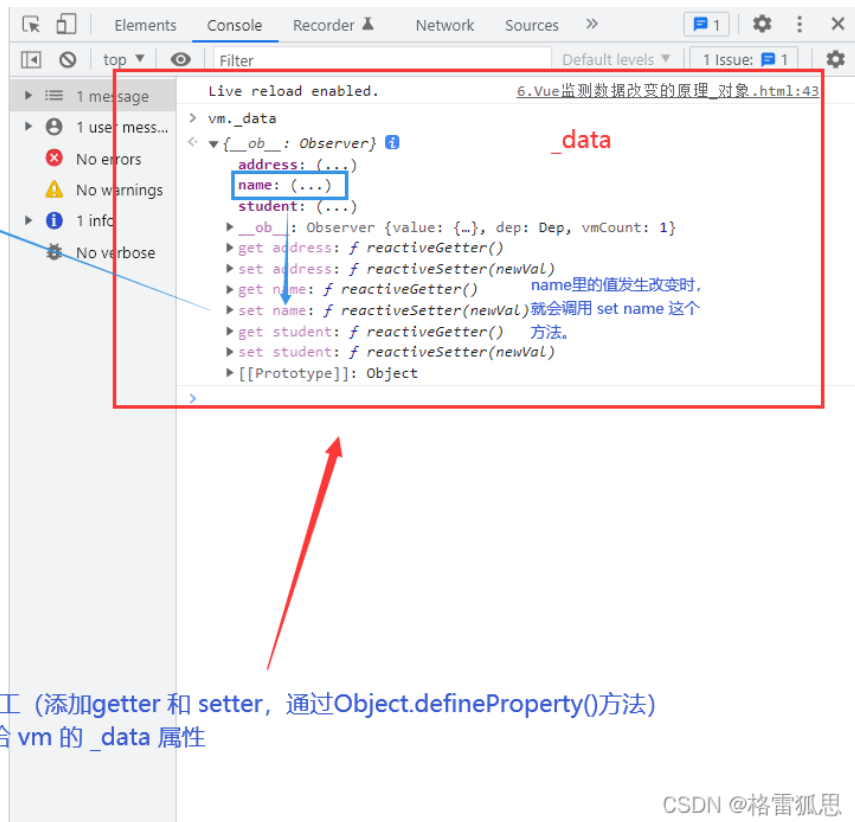 Elements Console Recorder Network Sources 1
top Filter Default levels 1 Issue: 1
1 message
1 user mess...
No errors
No warnings
1 info
No verbose
Live reload enabled. 6.Vue监测数据改变的原理_对象.html:43
> vm._data
{__ob__: Observer}
_data
address: (...)
name: (...)
student: (...)
__ob__: Observer {value: {…}, dep: Dep, vmCount: 1}
get address: ƒ reactiveGetter()
set address: ƒ reactiveSetter(newVal)
get name: ƒ reactiveGetter()
set name: ƒ reactiveSetter(newVal)
get student: ƒ reactiveGetter()
set student: ƒ reactiveSetter(newVal)
[[Prototype]]: Object
name里的值发生改变时，
就会调用 set name 这个
方法。
工（添加getter 和 setter，通过Object.defineProperty()方法）
给 vm 的 _data 属性
CSDN @格雷狐思